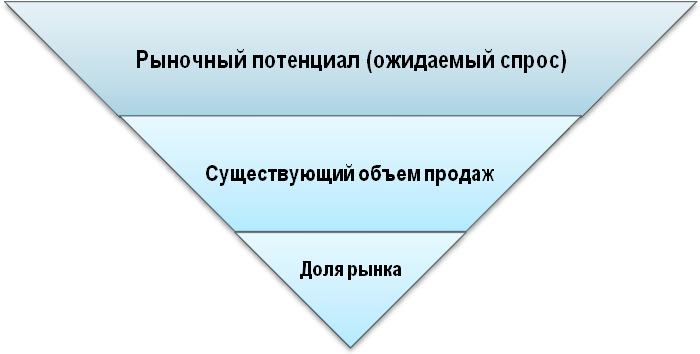 Рыночный потенциал (ожидаемый спрос)
Существующий объем продаж
Доля рынка